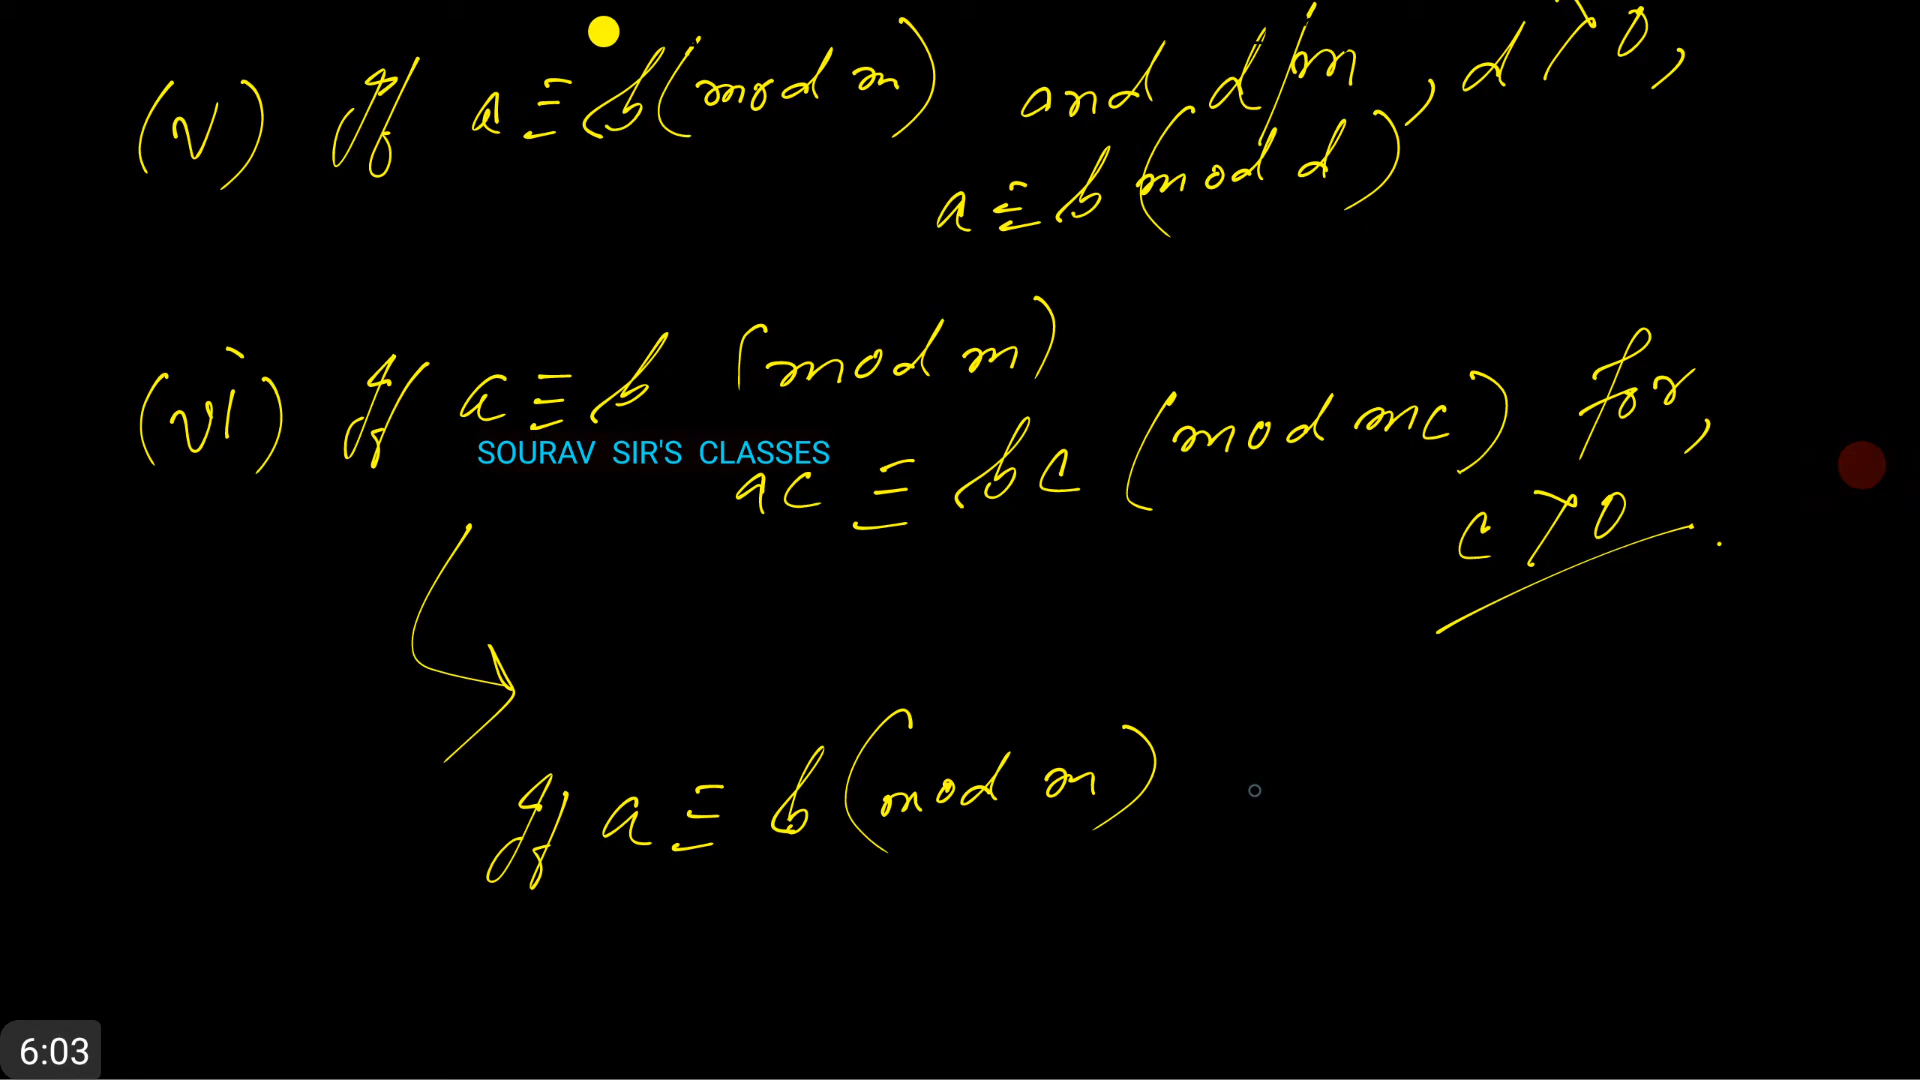 (v) If a ≡ b (mod m) and d/m, d > 0,
a ≡ b (mod d)
(vi) If a ≡ b (mod m)
SOURAV SIR'S CLASSES
ac ≡ bc (mod mc) for,
c > 0.
If a ≡ b (mod m)
6:03